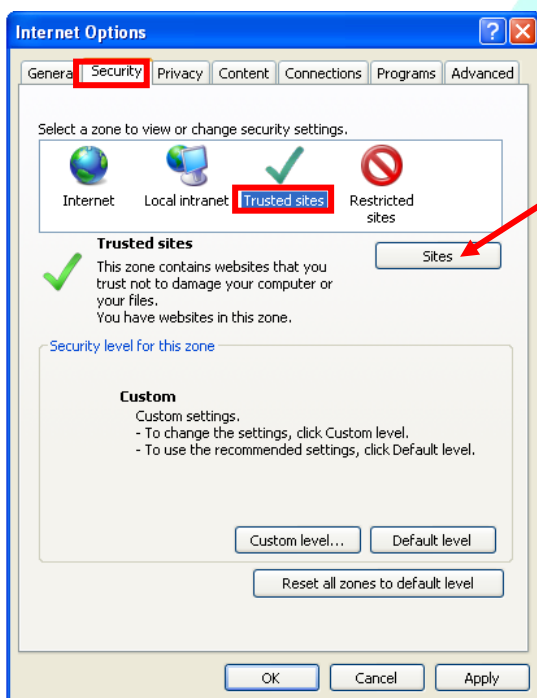 Internet Options
General Security Privacy Content Connections Programs Advanced
Select a zone to view or change security settings.
Internet Local intranet Trusted sites Restricted sites
Trusted sites
Sites
This zone contains websites that you
trust not to damage your computer or
your files.
You have websites in this zone.
Security level for this zone
Custom
Custom settings.
- To change the settings, click Custom level.
- To use the recommended settings, click Default level.
Custom level... Default level
Reset all zones to default level
OK Cancel Apply